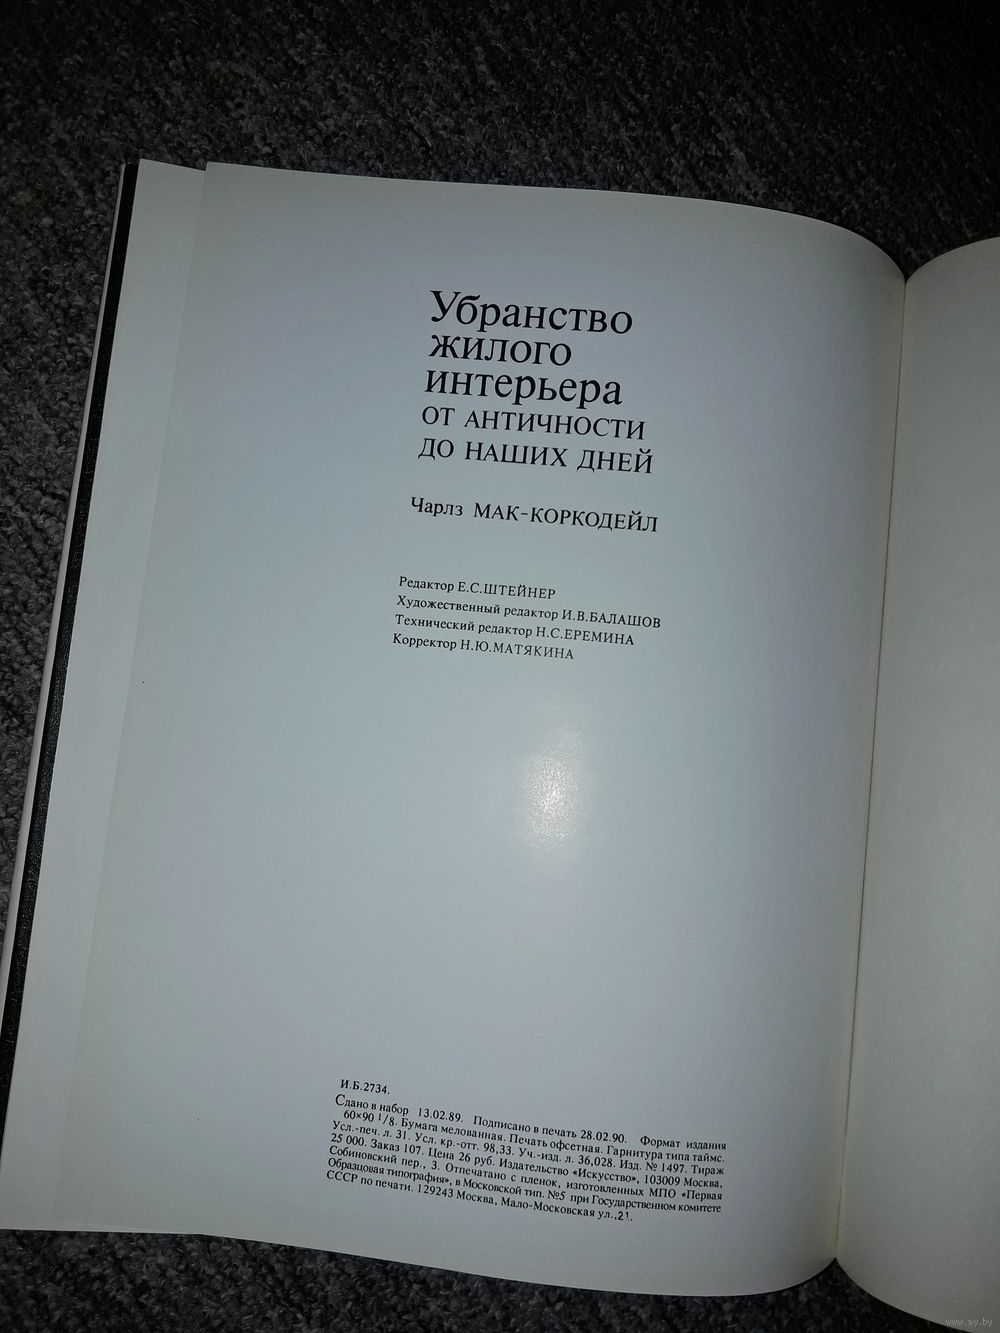 Убранство
жилого
интерьера
ОТ АНТИЧНОСТИ
ДО НАШИХ ДНЕЙ
Чарлз МАК-КОРКОДЕЙЛ
Редактор Е.С.ШТЕЙНЕР
Художественный редактор И.В.БАЛАШОВ
Технический редактор Н.С.ЕРЕМИНА
Корректор Н.Ю.МАТЯКИНА
И.Б.2734.
Сдано в набор 13.02.89. Подписано в печать 28.02.90. Формат издания
60×90 1/8. Бумага мелованная. Печать офсетная. Гарнитура типа таймс.
Усл.-печ. л. 31. Усл. кр.-отт. 98,33. Уч.-изд. л. 36,028. Изд. № 1497. Тираж
25 000. Заказ 107. Цена 26 руб. Издательство «Искусство», 103009 Москва,
Собиновский пер., 3. Отпечатано с пленок, изготовленных МПО «Первая
Образцовая типография», в Московской тип. №5 при Государственном комитете
СССР по печати. 129243 Москва, Мало-Московская ул.,21.
www.ay.by